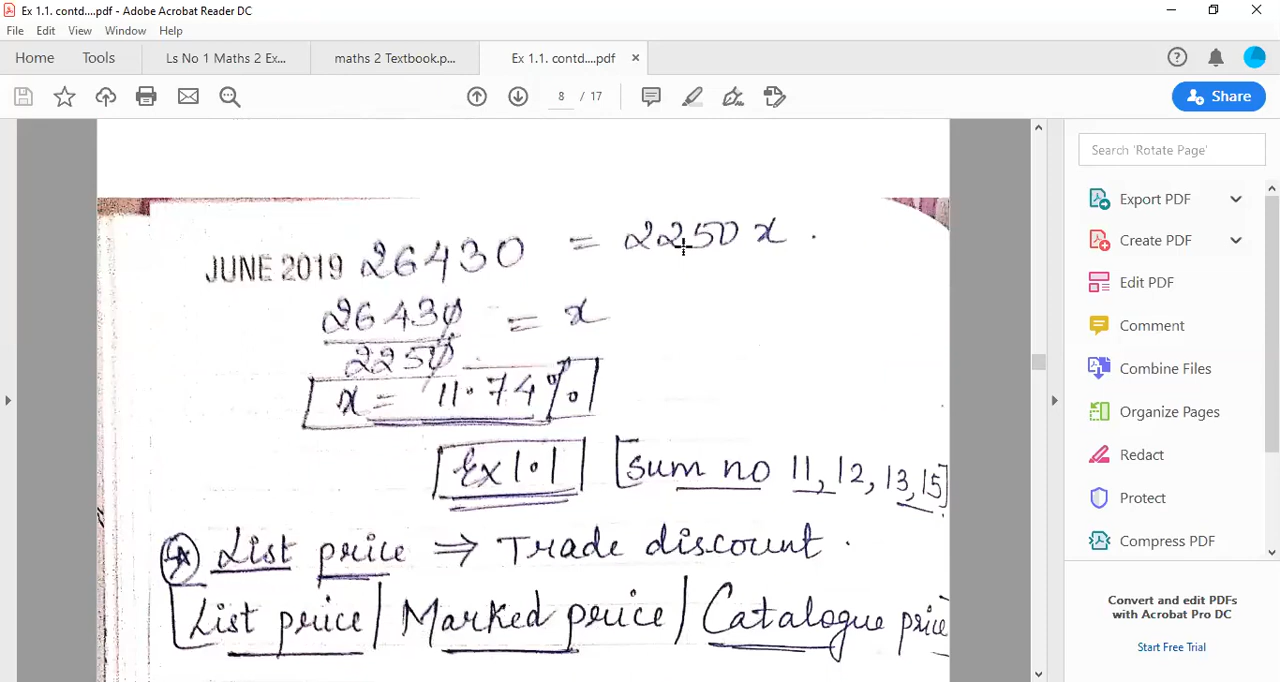 Ex 1.1. contd....pdf - Adobe Acrobat Reader DC
File Edit View Window Help
Home Tools Ls No 1 Maths 2 Ex... maths 2 Textbook.p... Ex 1.1. contd....pdf ×
8 / 17 Share
Search 'Rotate Page'
Export PDF
Create PDF
Edit PDF
Comment
Combine Files
Organize Pages
Redact
Protect
Compress PDF
Convert and edit PDFs
with Acrobat Pro DC
Start Free Trial
JUNE 2019 26430 = 2250 x .
26430 = x
2250
x = 11.74%
Ex 1.1 [sum no 11, 12, 13, 15]
List price ⇒ Trade discount .
List price | Marked price | Catalogue price